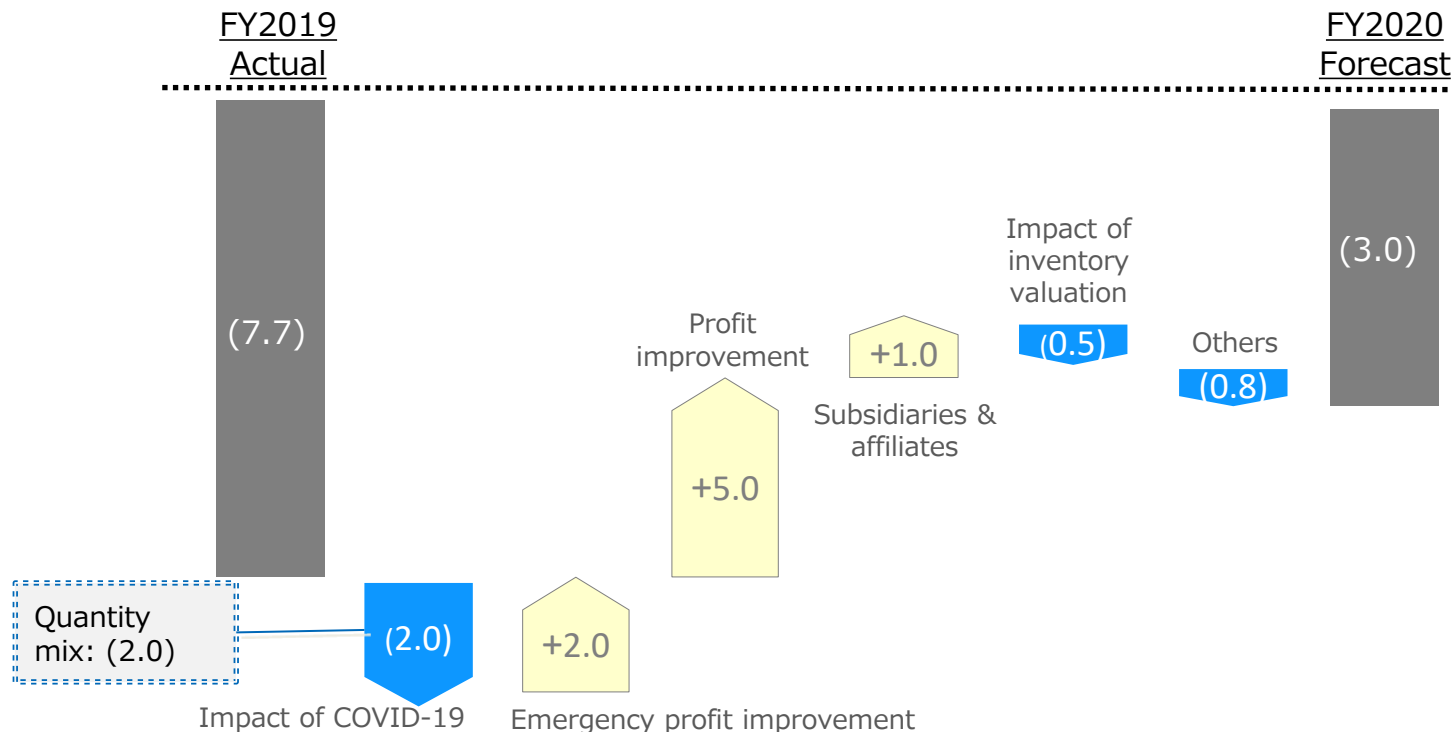 FY2019
Actual
FY2020
Forecast
(7.7)
Quantity
mix: (2.0)
(2.0)
Impact of COVID-19
+2.0
Emergency profit improvement
Profit
improvement
+5.0
+1.0
Subsidiaries &
affiliates
Impact of
inventory
valuation
(0.5)
Others
(0.8)
(3.0)